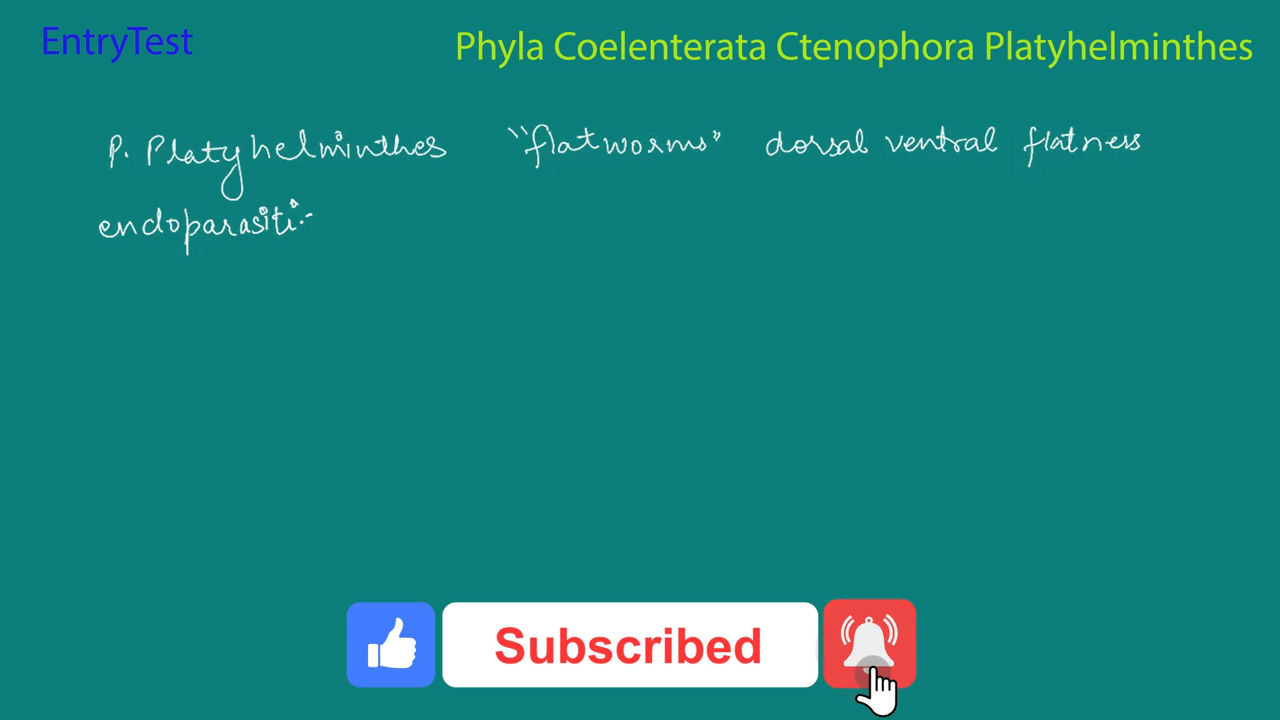 EntryTest
Phyla Coelenterata Ctenophora Platyhelminthes
P. Platyhelminthes "flatworms" dorsal ventral flatness
endoparasiti
Subscribed